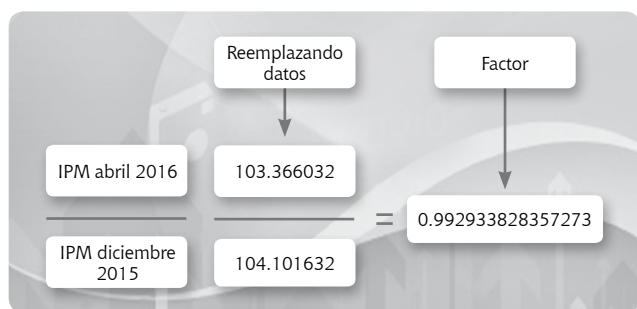 Reemplazando
datos
Factor
IPM abril 2016
103.366032
=
0.992933828357273
IPM diciembre
2015
104.101632